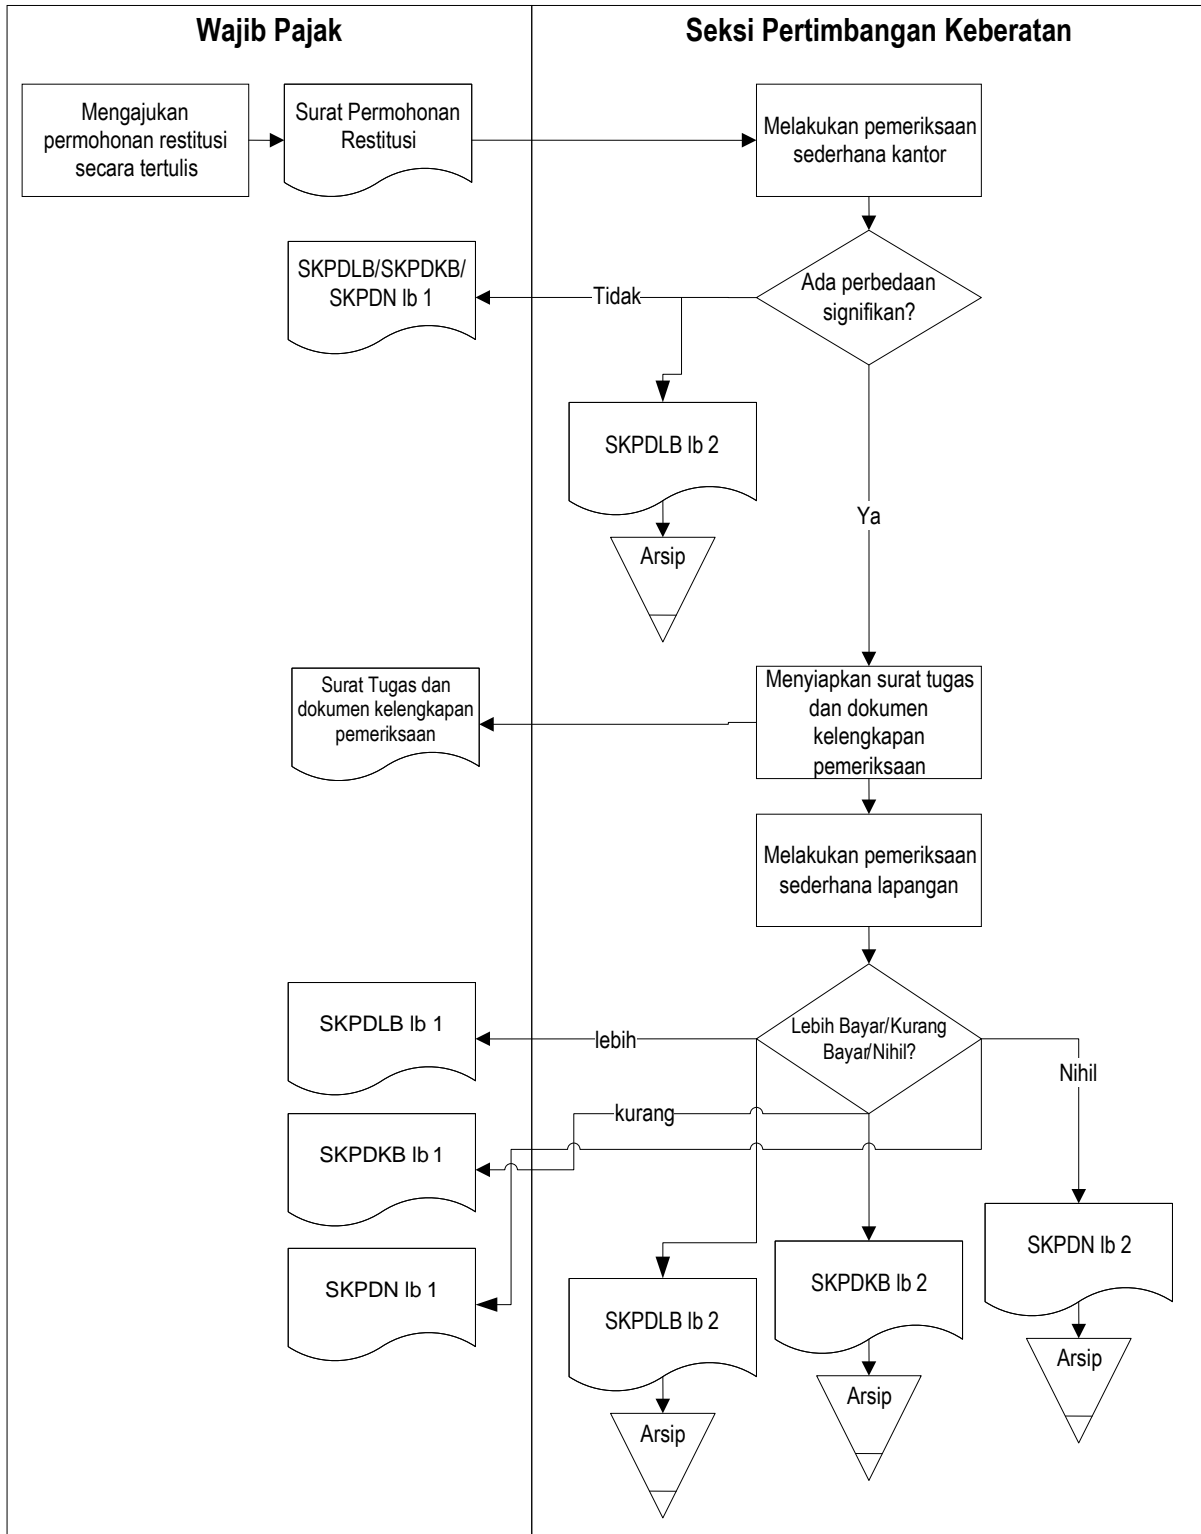 Wajib Pajak
Seksi Pertimbangan Keberatan
Mengajukan
permohonan restitusi
secara tertulis
Surat Permohonan
Restitusi
Melakukan pemeriksaan
sederhana kantor
Ada perbedaan
signifikan?
Tidak
SKPDLB/SKPDKB/
SKPDN lb 1
SKPDLB lb 2
Arsip
Ya
Menyiapkan surat tugas
dan dokumen
kelengkapan
pemeriksaan
Surat Tugas dan
dokumen kelengkapan
pemeriksaan
Melakukan pemeriksaan
sederhana lapangan
Lebih Bayar/Kurang
Bayar/Nihil?
lebih
SKPDLB lb 1
Nihil
kurang
SKPDKB lb 1
SKPDN lb 1
SKPDLB lb 2
Arsip
SKPDKB lb 2
Arsip
SKPDN lb 2
Arsip